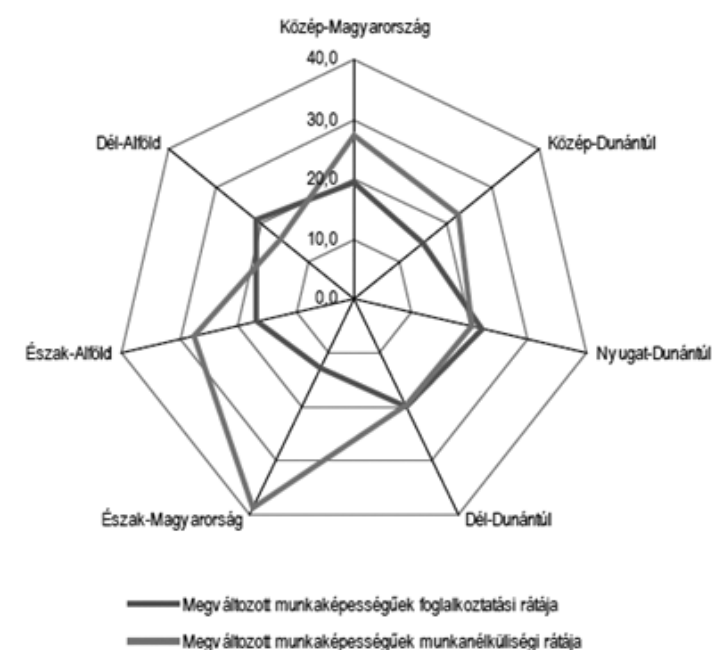 Közép-Magyarország
40,0
30,0
Dél-Alföld
Közép-Dunántúl
20,0
10,0
0,0
Észak-Alföld
Nyugat-Dunántúl
Észak-Magyarorság
Dél-Dunántúl
Megváltozott munkaképességűek foglalkoztatási rátája
Megváltozott munkaképességűek munkanélküliségi rátája